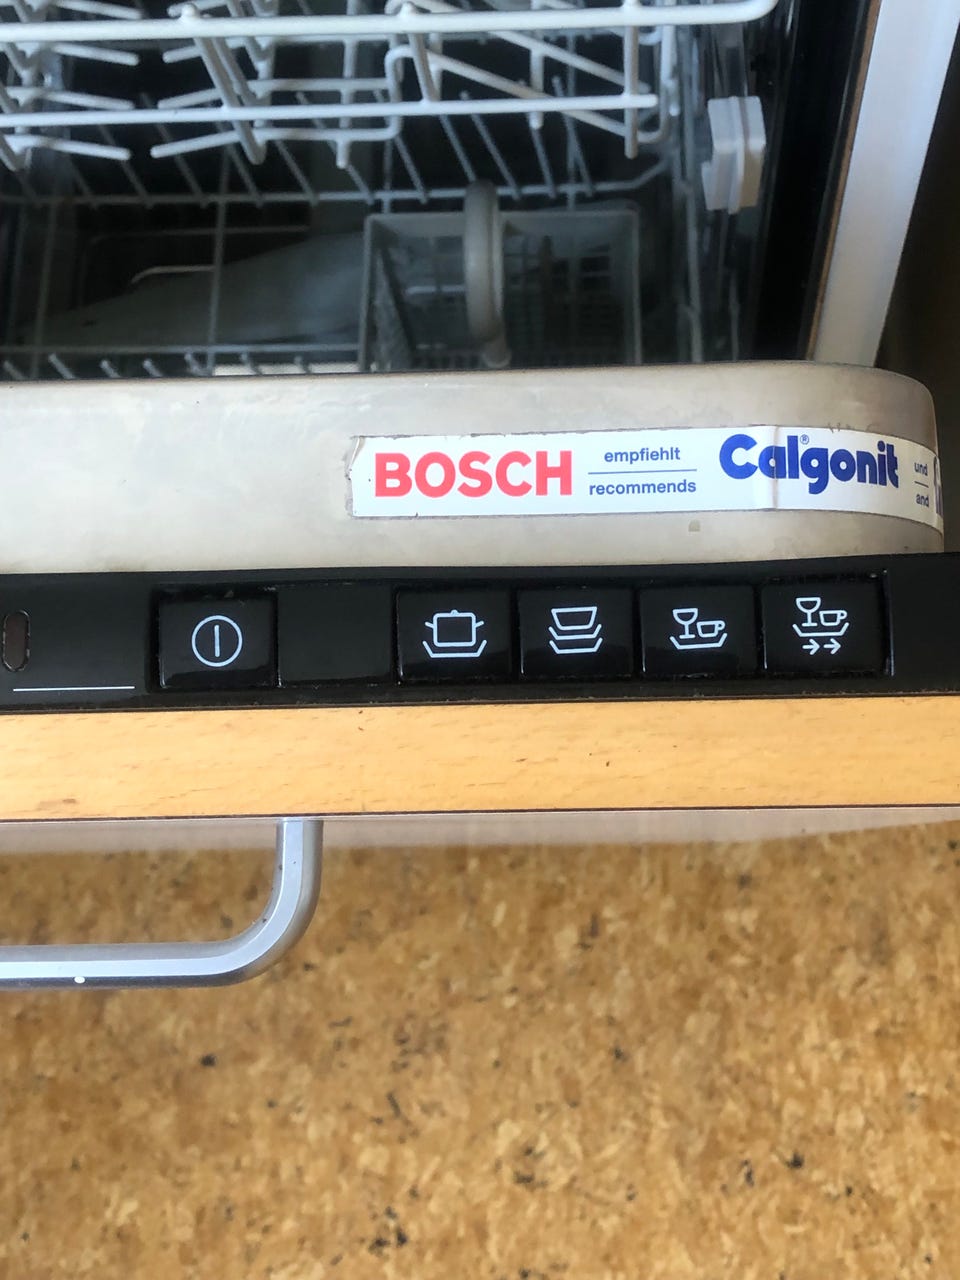 BOSCH
empfiehlt
recommends
Calgonit®
und
and